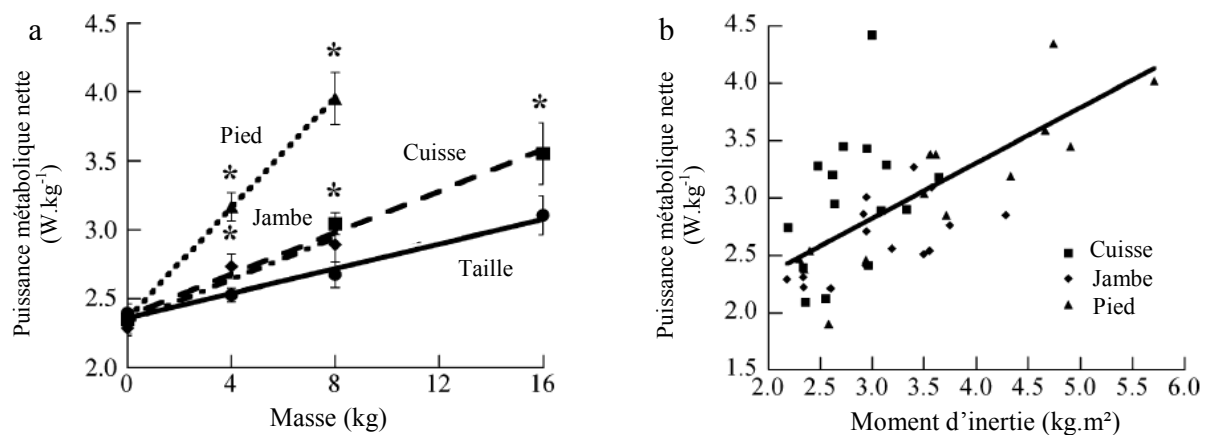 a
Puissance métabolique nette
(W.kg-1)
4.5
4.0
3.5
3.0
2.5
2.0
*
*
*
*
*
Pied
Cuisse
Jambe
Taille
0
4
8
12
16
Masse (kg)
b
Puissance métabolique nette
(W.kg-1)
4.5
4.0
3.5
3.0
2.5
2.0
1.5
Cuisse
Jambe
Pied
2.0
2.5
3.0
3.5
4.0
4.5
5.0
5.5
6.0
Moment d’inertie (kg.m²)